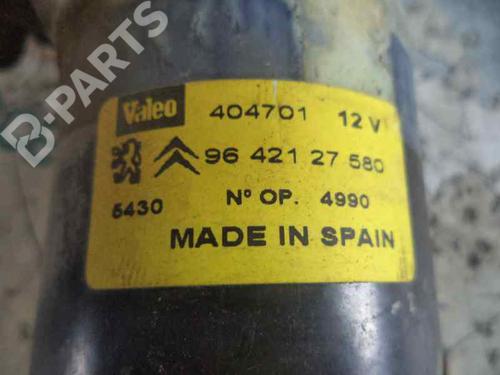 B-PARTS
Valeo 404701 12 V
96 421 27 580
5430 Nº OP. 4990
MADE IN SPAIN